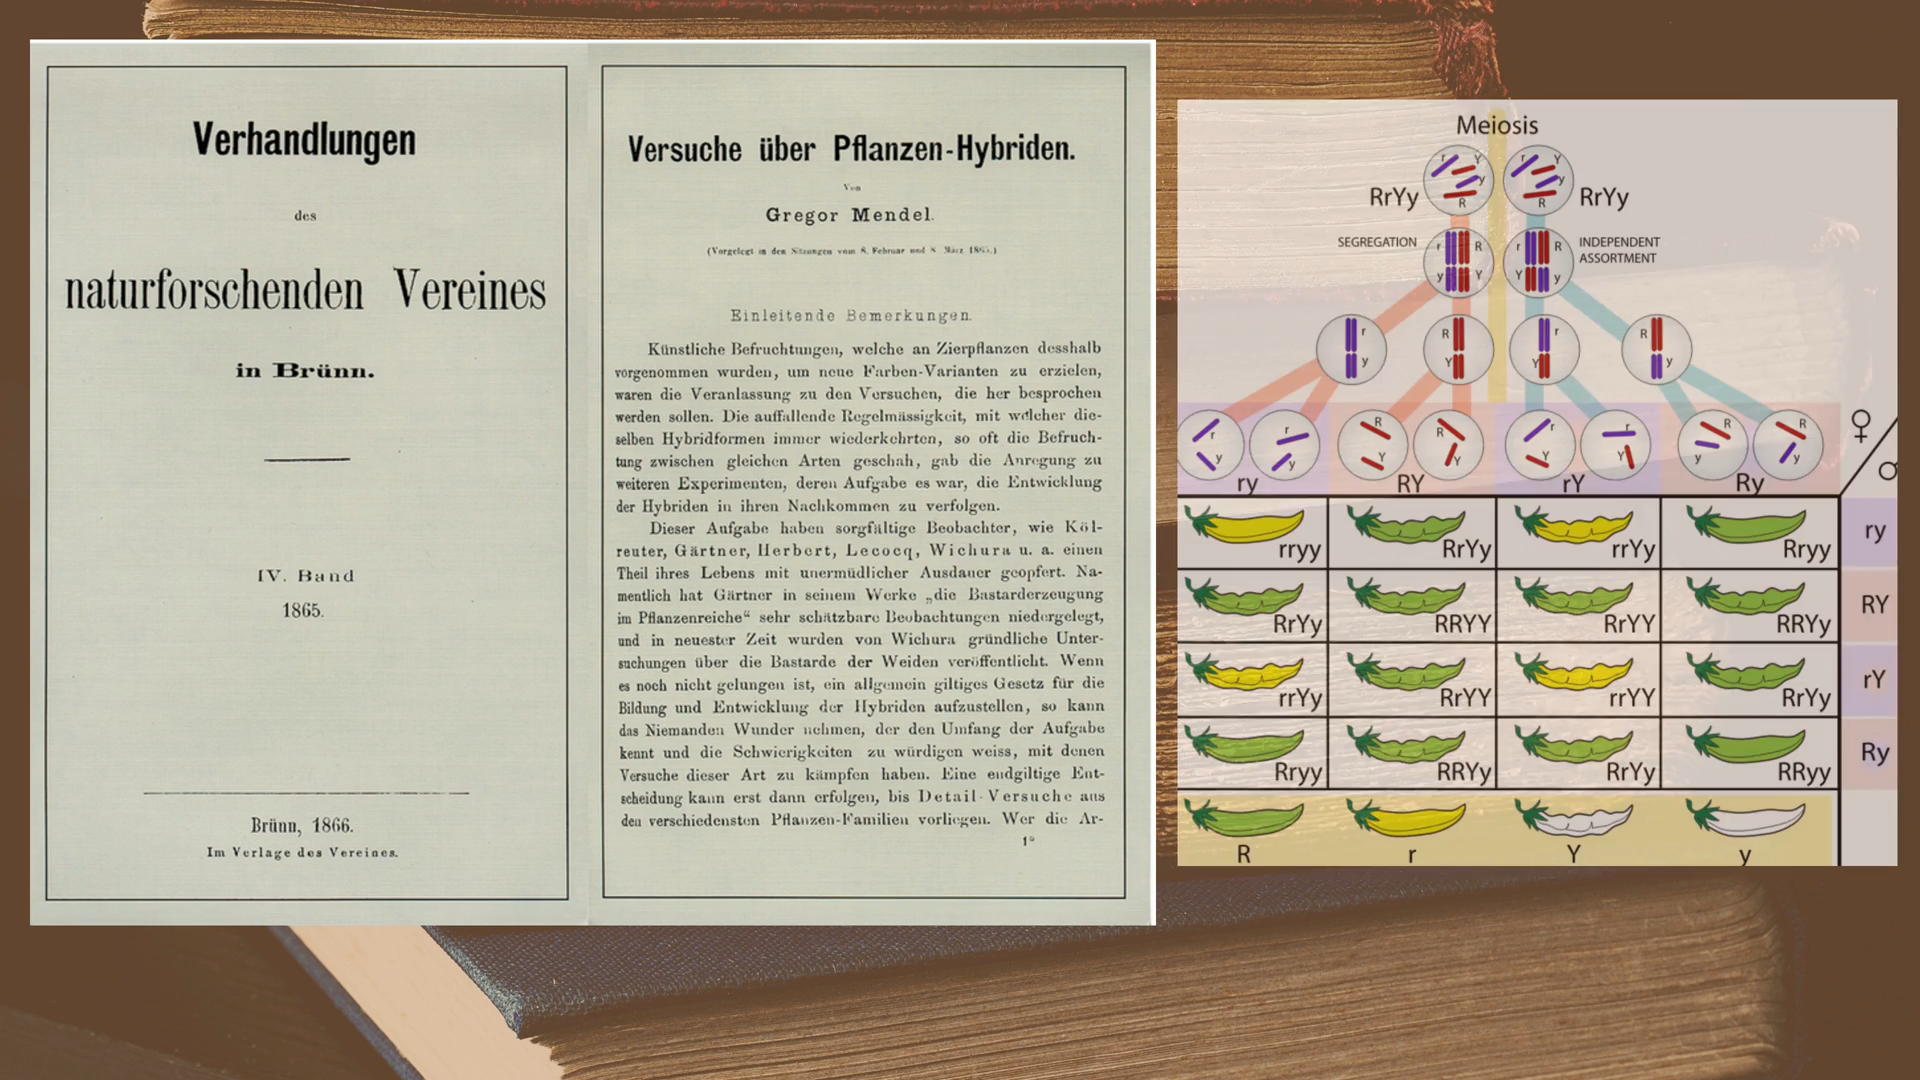 Verhandlungen
des
naturforschenden Vereines
in Brünn.
IV. Band
1865.
Brünn, 1866.
Im Verlage des Vereines.
Versuche über Pflanzen-Hybriden.
Von
Gregor Mendel.
(Vorgelegt in den Sitzungen vom 8. Februar und 8. März 1865.)
Einleitende Bemerkungen.
Künstliche Befruchtungen, welche an Zierpflanzen desshalb
vorgenommen wurden, um neue Farben-Varianten zu erzielen,
waren die Veranlassung zu den Versuchen, die her besprochen
werden sollen. Die auffallende Regelmässigkeit, mit welcher die-
selben Hybridformen immer wiederkehrten, so oft die Befruch-
tung zwischen gleichen Arten geschah, gab die Anregung zu
weiteren Experimenten, deren Aufgabe es war, die Entwicklung
der Hybriden in ihren Nachkommen zu verfolgen.
Dieser Aufgabe haben sorgfältige Beobachter, wie Köl-
reuter, Gärtner, Herbert, Lecocq, Wichura u. a. einen
Theil ihres Lebens mit unermüdlicher Ausdauer geopfert. Na-
mentlich hat Gärtner in seinem Werke „die Bastarderzeugung
im Pflanzenreiche“ sehr schätzbare Beobachtungen niedergelegt,
und in neuester Zeit wurden von Wichura gründliche Unter-
suchungen über die Bastarde der Weiden veröffentlicht. Wenn
es noch nicht gelungen ist, ein allgemein giltiges Gesetz für die
Bildung und Entwicklung der Hybriden aufzustellen, so kann
das Niemanden Wunder nehmen, der den Umfang der Aufgabe
kennt und die Schwierigkeiten zu würdigen weiss, mit denen
Versuche dieser Art zu kämpfen haben. Eine endgiltige Ent-
scheidung kann erst dann erfolgen, bis Detail-Versuche aus
den verschiedensten Pflanzen-Familien vorliegen. Wer die Ar-
1*
Meiosis
r Y y R
r Y y R
RrYy
RrYy
SEGREGATION
r R
y Y
r R
Y y
INDEPENDENT
ASSORTMENT
r y
R Y
r Y
R y
r y
r y
R Y
R Y
r Y
r Y
R y
R y
♀
♂
ry RY rY Ry
rryy RrYy rrYy Rryy ry
RrYy RRYY RrYY RRYy RY
rrYy RrYY rrYY RrYy rY
Rryy RRYy RrYy RRyy Ry
R r Y y